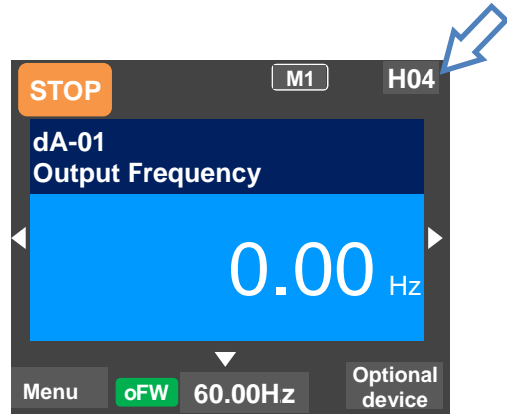 STOP M1 H04
dA-01
Output Frequency
0.00 Hz
Menu oFW 60.00Hz Optional
device